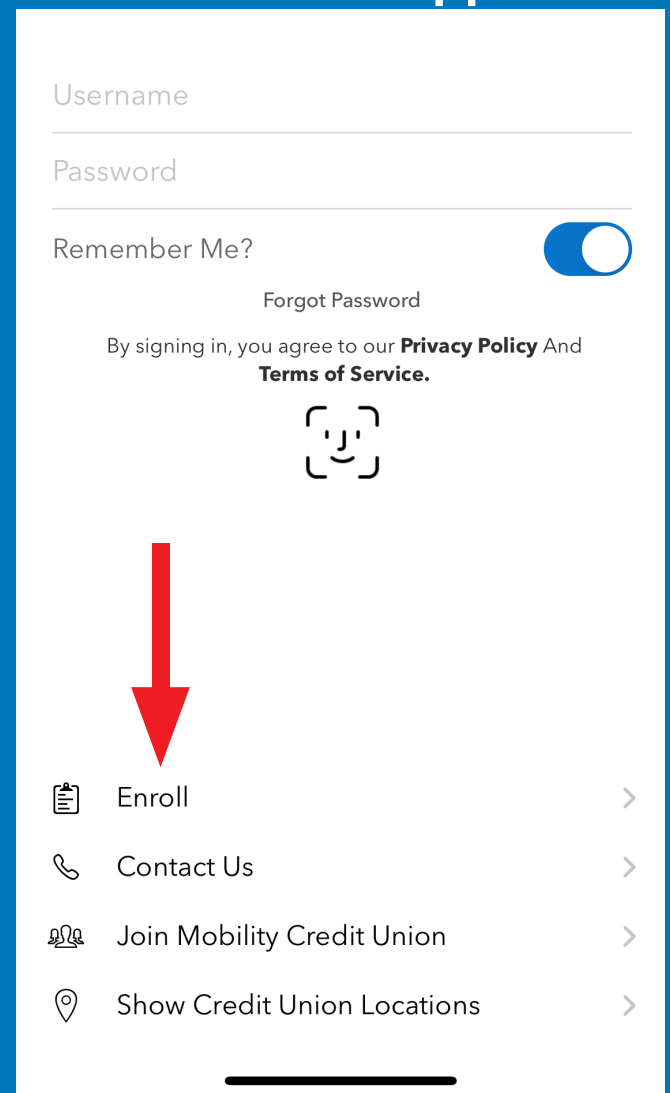 Username
Password
Remember Me?
Forgot Password
By signing in, you agree to our Privacy Policy And
Terms of Service.
Enroll
Contact Us
Join Mobility Credit Union
Show Credit Union Locations